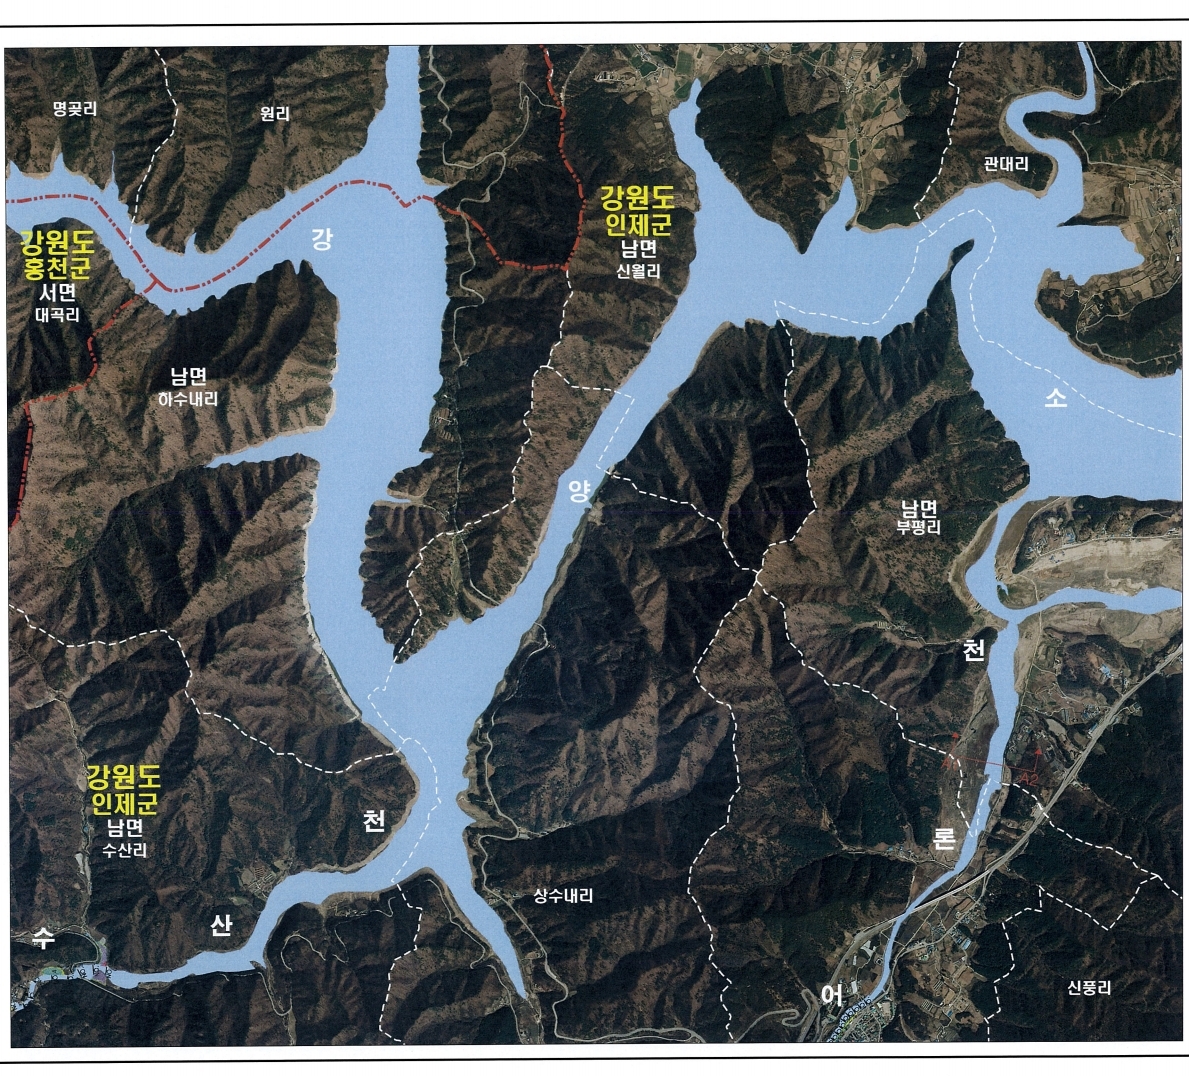 명곶리
원리
관대리
강원도
인제군
남면
신월리
강
강원도
홍천군
서면
대곡리
남면
하수내리
소
양
남면
부평리
천
강원도
인제군
남면
수산리
천
A2
론
상수내리
산
수
어
신풍리